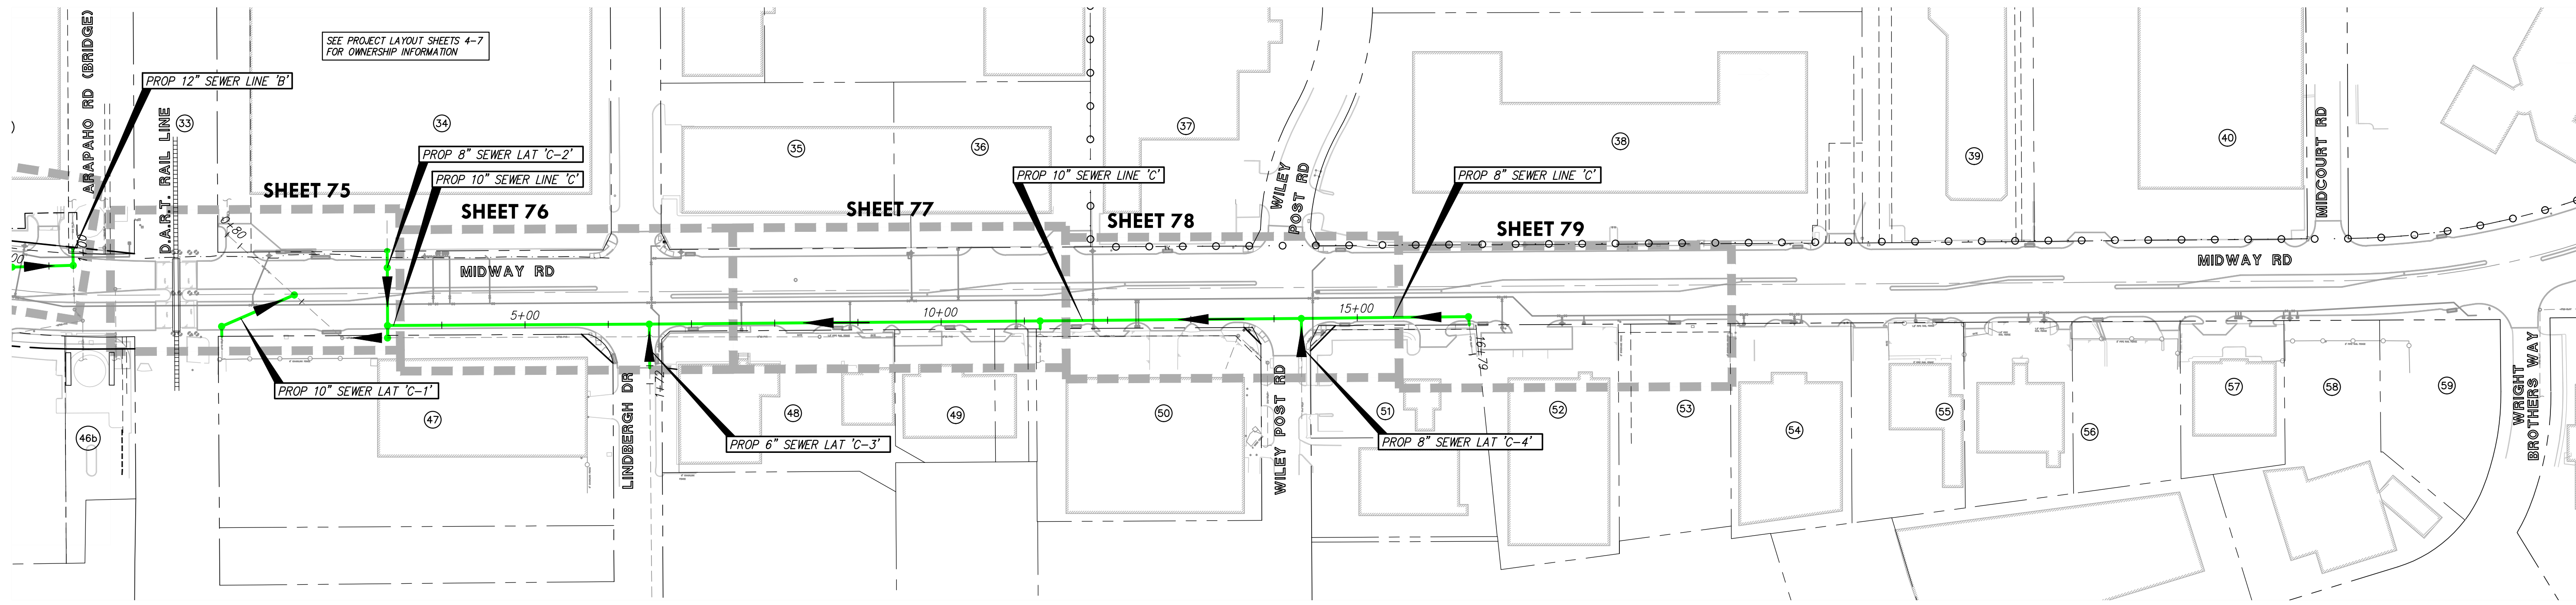 ARAPAHO RD (BRIDGE)
SEE PROJECT LAYOUT SHEETS 4-7
FOR OWNERSHIP INFORMATION
PROP 12" SEWER LINE 'B'
D.A.R.T. RAIL LINE
33
34
35
36
37
38
39
40
MIDCOURT RD
WILEY
POST RD
PROP 8" SEWER LAT 'C-2'
PROP 10" SEWER LINE 'C'
PROP 10" SEWER LINE 'C'
PROP 8" SEWER LINE 'C'
SHEET 75
SHEET 76
SHEET 77
SHEET 78
SHEET 79
0+80
MIDWAY RD
MIDWAY RD
5+00
10+00
15+00
16+79
1+72
PROP 10" SEWER LAT 'C-1'
PROP 6" SEWER LAT 'C-3'
PROP 8" SEWER LAT 'C-4'
LINDBERGH DR
WILEY POST RD
WRIGHT
BROTHERS WAY
46b
47
48
49
50
51
52
53
54
55
56
57
58
59